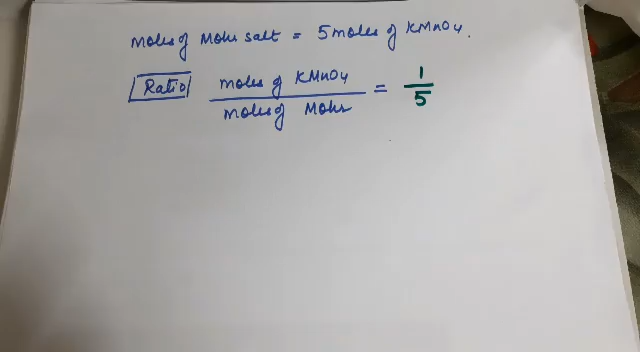 moles of Mohr salt = 5 moles of KMnO4.
Ratio moles of KMnO4 / moles of Mohr = 1/5